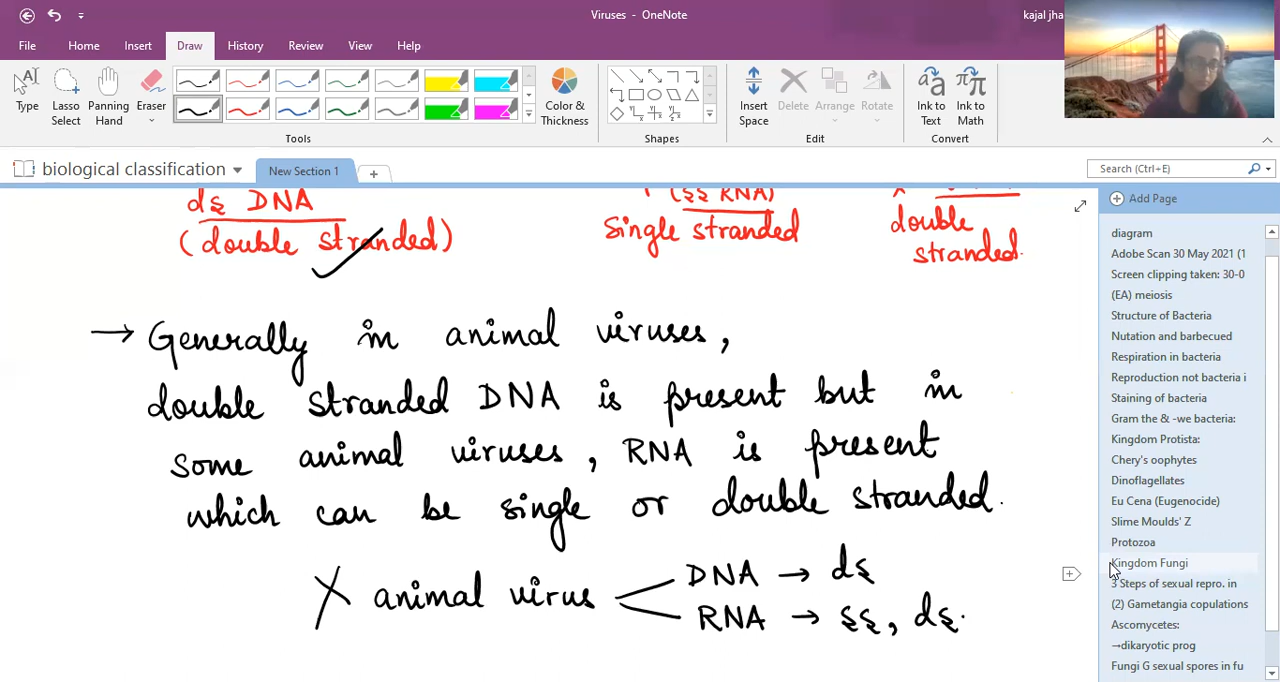 Viruses - OneNote
kajal jha
File Home Insert Draw History Review View Help
Type Lasso Select Panning Hand Eraser
Color & Thickness
Insert Space Delete Arrange Rotate
Ink to Text Ink to Math
Tools Shapes Edit Convert
biological classification New Section 1
Search (Ctrl+E)
Add Page
ds DNA
(double stranded)
(ss RNA)
single stranded
double
stranded.
→ Generally in animal viruses,
double stranded DNA is present but in
some animal viruses, RNA is present
which can be single or double stranded.
X animal virus
DNA → ds
RNA → ss, ds.
diagram
Adobe Scan 30 May 2021 (1
Screen clipping taken: 30-0
(EA) meiosis
Structure of Bacteria
Nutation and barbecued
Respiration in bacteria
Reproduction not bacteria i
Staining of bacteria
Gram the & -we bacteria:
Kingdom Protista:
Chery's oophytes
Dinoflagellates
Eu Cena (Eugenocide)
Slime Moulds' Z
Protozoa
Kingdom Fungi
3 Steps of sexual repro. in
(2) Gametangia copulations
Ascomycetes:
→dikaryotic prog
Fungi G sexual spores in fu